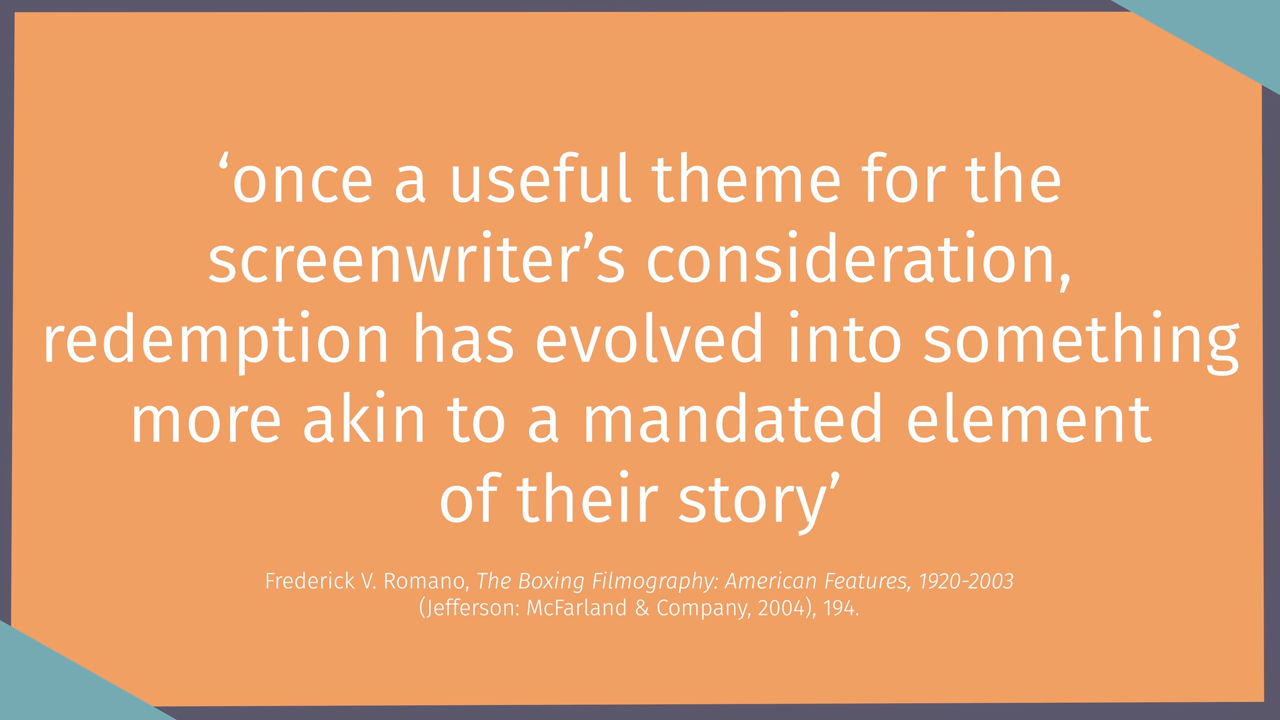 ‘once a useful theme for the
screenwriter’s consideration,
redemption has evolved into something
more akin to a mandated element
of their story’
Frederick V. Romano, The Boxing Filmography: American Features, 1920-2003
(Jefferson: McFarland & Company, 2004), 194.